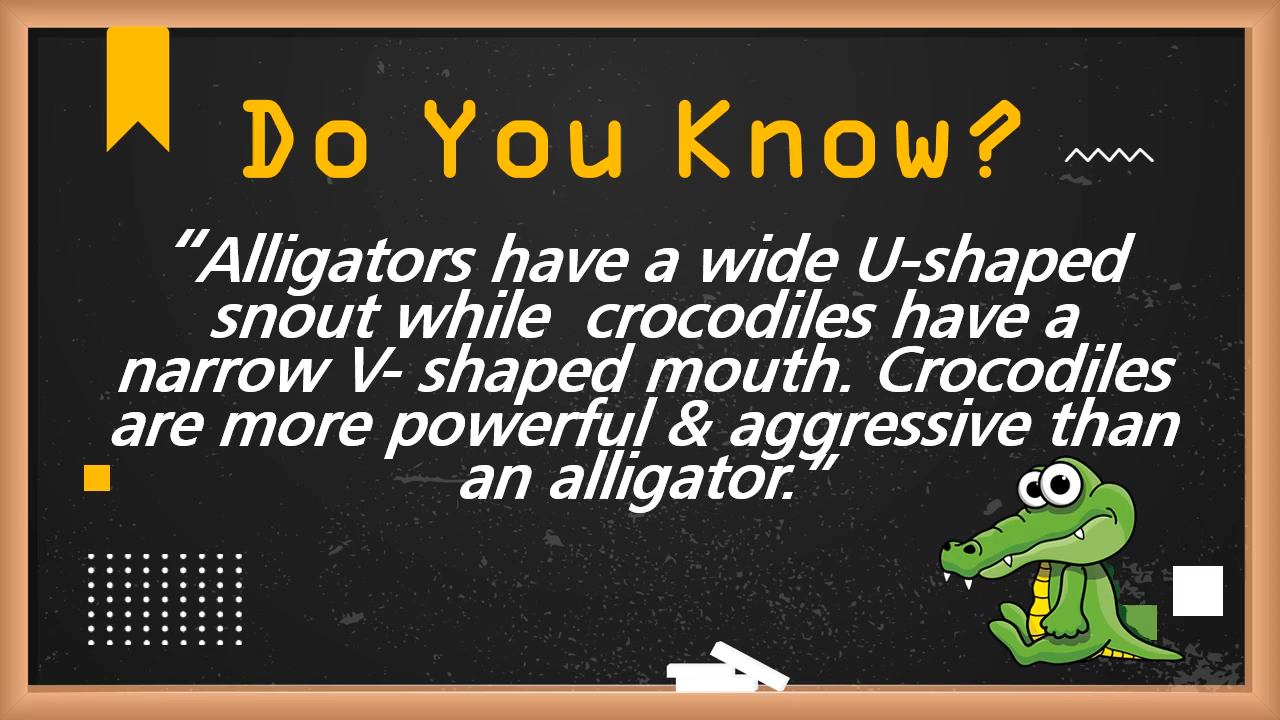 Do You Know?
“Alligators have a wide U-shaped
snout while  crocodiles have a
narrow V- shaped mouth. Crocodiles
are more powerful & aggressive than
an alligator.”